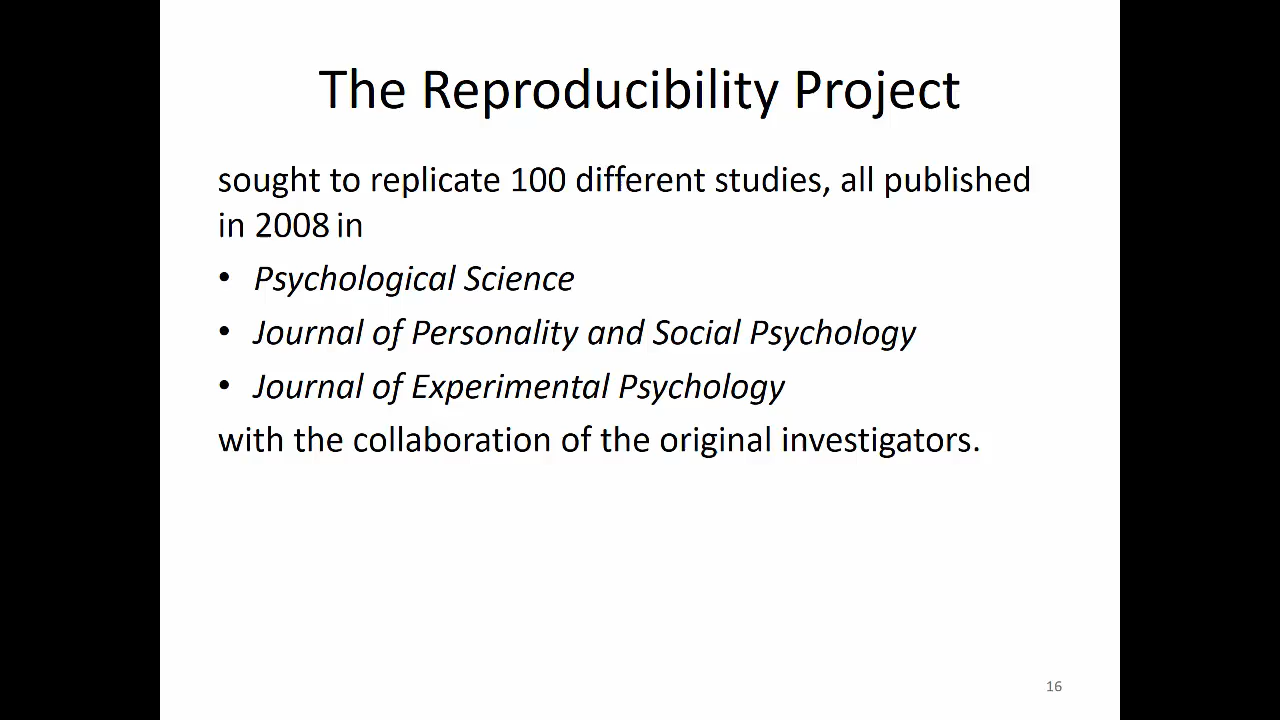 The Reproducibility Project
sought to replicate 100 different studies, all published
in 2008 in
• Psychological Science
• Journal of Personality and Social Psychology
• Journal of Experimental Psychology
with the collaboration of the original investigators.
16